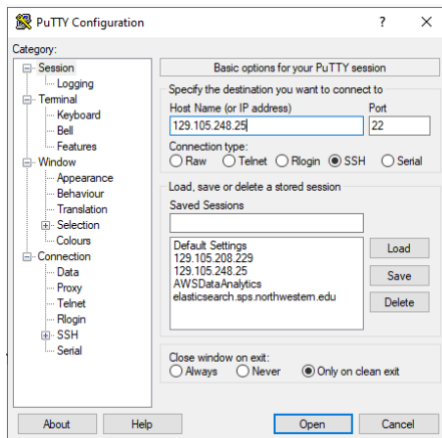 PuTTY Configuration
?
Category:
Session
Logging
Terminal
Keyboard
Bell
Features
Window
Appearance
Behaviour
Translation
Selection
Colours
Connection
Data
Proxy
Telnet
Rlogin
SSH
Serial
Basic options for your PuTTY session
Specify the destination you want to connect to
Host Name (or IP address) Port
129.105.248.25 22
Connection type:
Raw Telnet Rlogin SSH Serial
Load, save or delete a stored session
Saved Sessions
Default Settings
129.105.208.229
129.105.248.25
AWSDataAnalytics
elasticsearch.sps.northwestern.edu
Load
Save
Delete
Close window on exit:
Always Never Only on clean exit
About Help Open Cancel